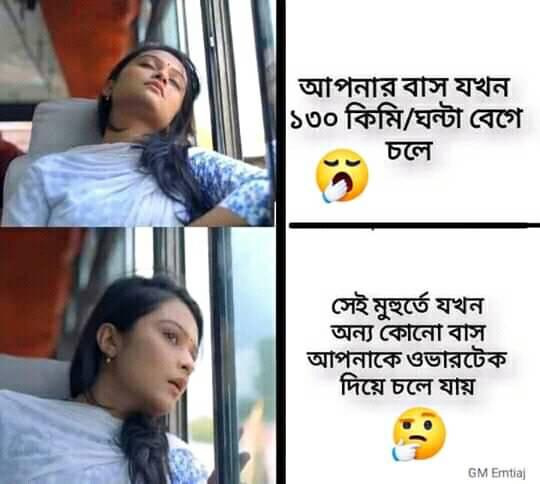 আপনার বাস যখন
১৩০ কিমি/ঘন্টা বেগে
চলে
সেই মুহুর্তে যখন
অন্য কোনো বাস
আপনাকে ওভারটেক
দিয়ে চলে যায়
GM Emtiaj